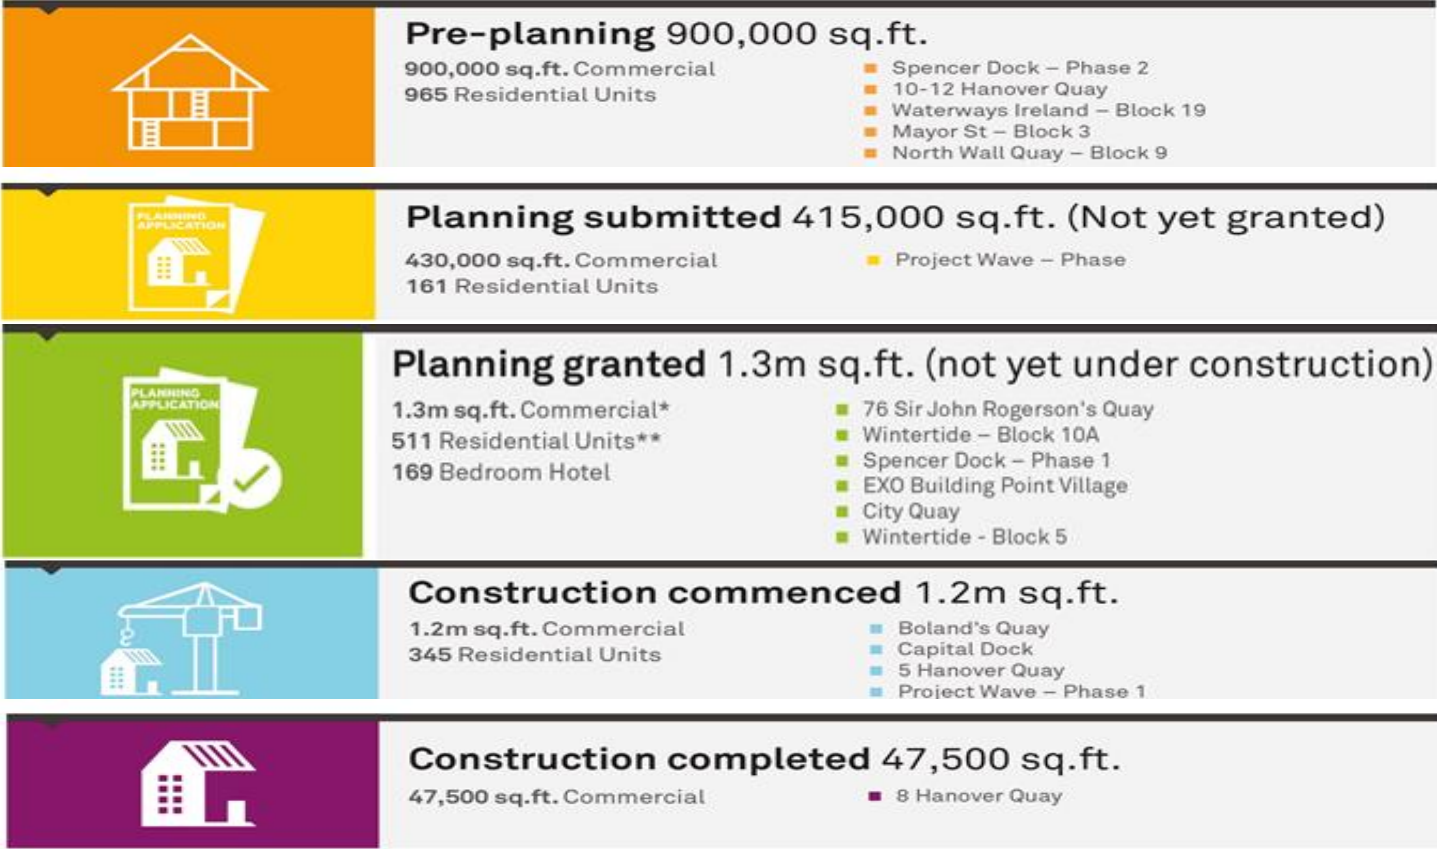 Pre-planning 900,000 sq.ft.
900,000 sq.ft. Commercial
965 Residential Units
Spencer Dock – Phase 2
10-12 Hanover Quay
Waterways Ireland – Block 19
Mayor St – Block 3
North Wall Quay – Block 9
PLANNING
APPLICATION
Planning submitted 415,000 sq.ft. (Not yet granted)
430,000 sq.ft. Commercial
161 Residential Units
Project Wave – Phase
PLANNING
APPLICATION
Planning granted 1.3m sq.ft. (not yet under construction)
1.3m sq.ft. Commercial*
511 Residential Units**
169 Bedroom Hotel
76 Sir John Rogerson's Quay
Wintertide – Block 10A
Spencer Dock – Phase 1
EXO Building Point Village
City Quay
Wintertide - Block 5
Construction commenced 1.2m sq.ft.
1.2m sq.ft. Commercial
345 Residential Units
Boland's Quay
Capital Dock
5 Hanover Quay
Project Wave – Phase 1
Construction completed 47,500 sq.ft.
47,500 sq.ft. Commercial
8 Hanover Quay